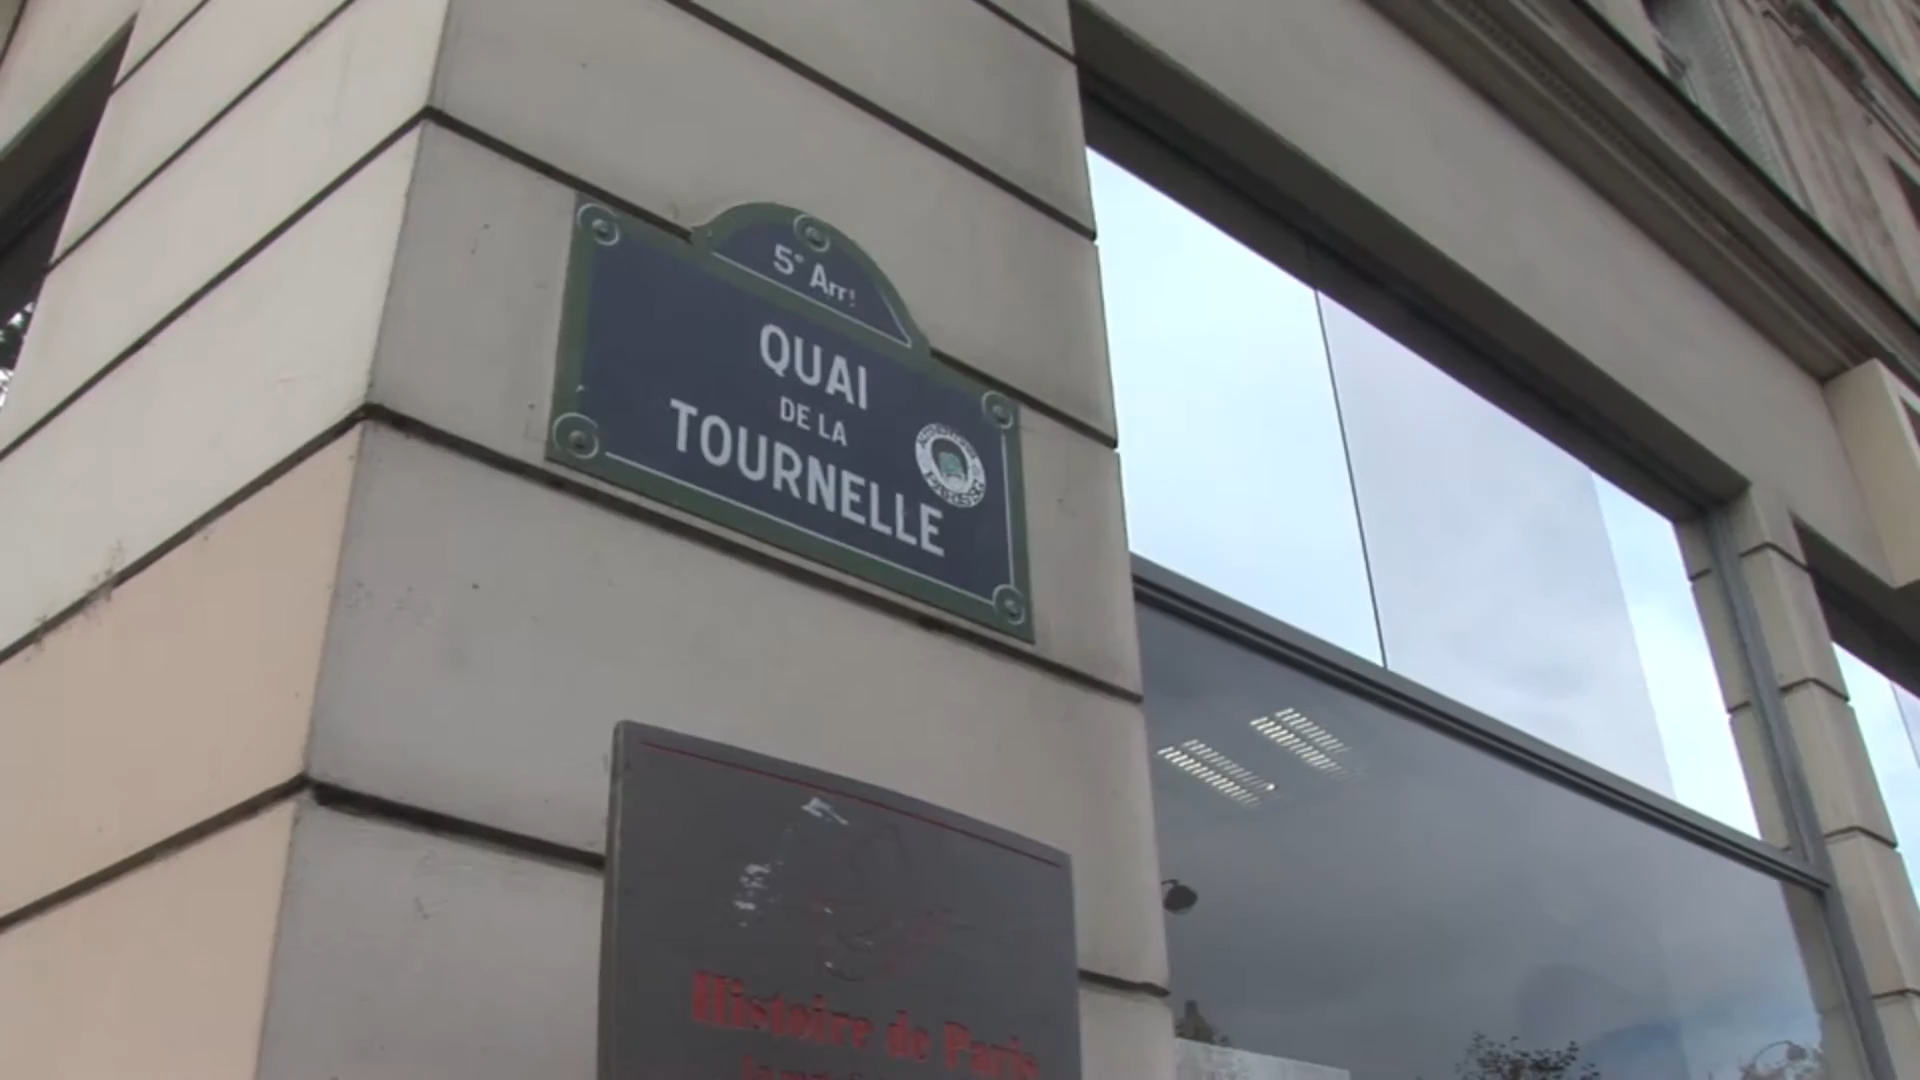 5e Arrt
QUAI
DE LA
TOURNELLE
Histoire de Paris